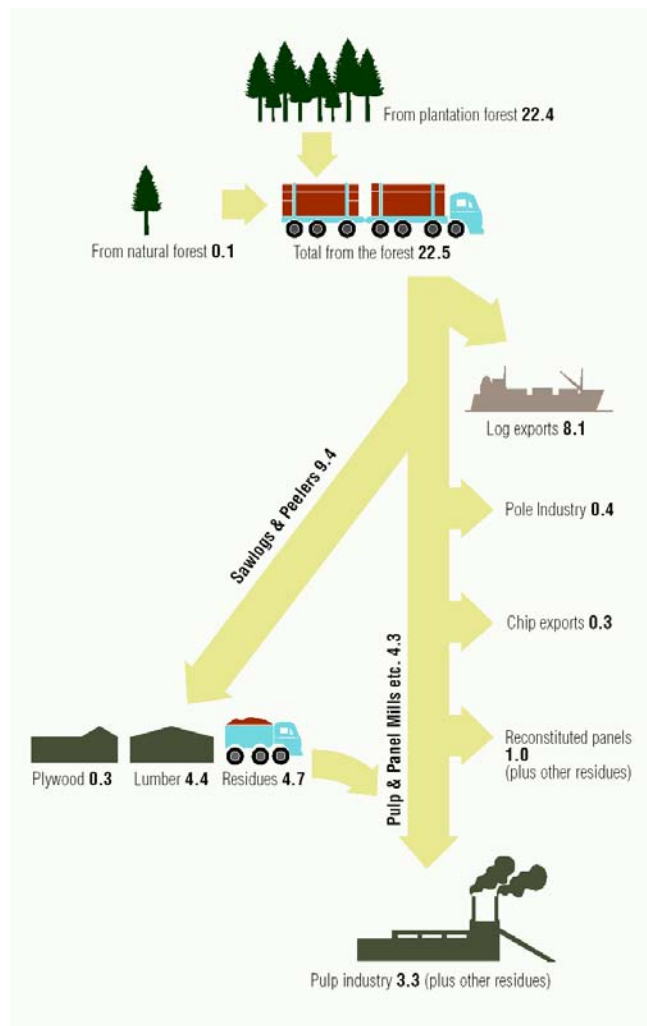 From plantation forest 22.4
From natural forest 0.1
Total from the forest 22.5
Log exports 8.1
Sawlogs & Peelers 9.4
Pole Industry 0.4
Chip exports 0.3
Pulp & Panel Mills etc. 4.3
Reconstituted panels
1.0
(plus other residues)
Plywood 0.3
Lumber 4.4
Residues 4.7
Pulp industry 3.3 (plus other residues)